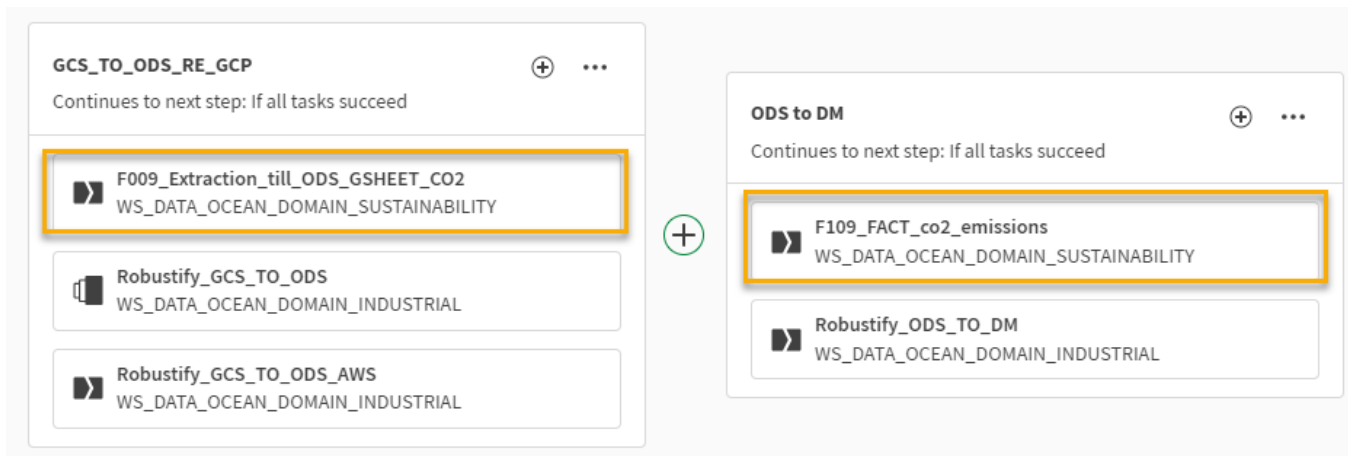 GCS_TO_ODS_RE_GCP
Continues to next step: If all tasks succeed
F009_Extraction_till_ODS_GSHEET_CO2
WS_DATA_OCEAN_DOMAIN_SUSTAINABILITY
Robustify_GCS_TO_ODS
WS_DATA_OCEAN_DOMAIN_INDUSTRIAL
Robustify_GCS_TO_ODS_AWS
WS_DATA_OCEAN_DOMAIN_INDUSTRIAL
ODS to DM
Continues to next step: If all tasks succeed
F109_FACT_co2_emissions
WS_DATA_OCEAN_DOMAIN_SUSTAINABILITY
Robustify_ODS_TO_DM
WS_DATA_OCEAN_DOMAIN_INDUSTRIAL